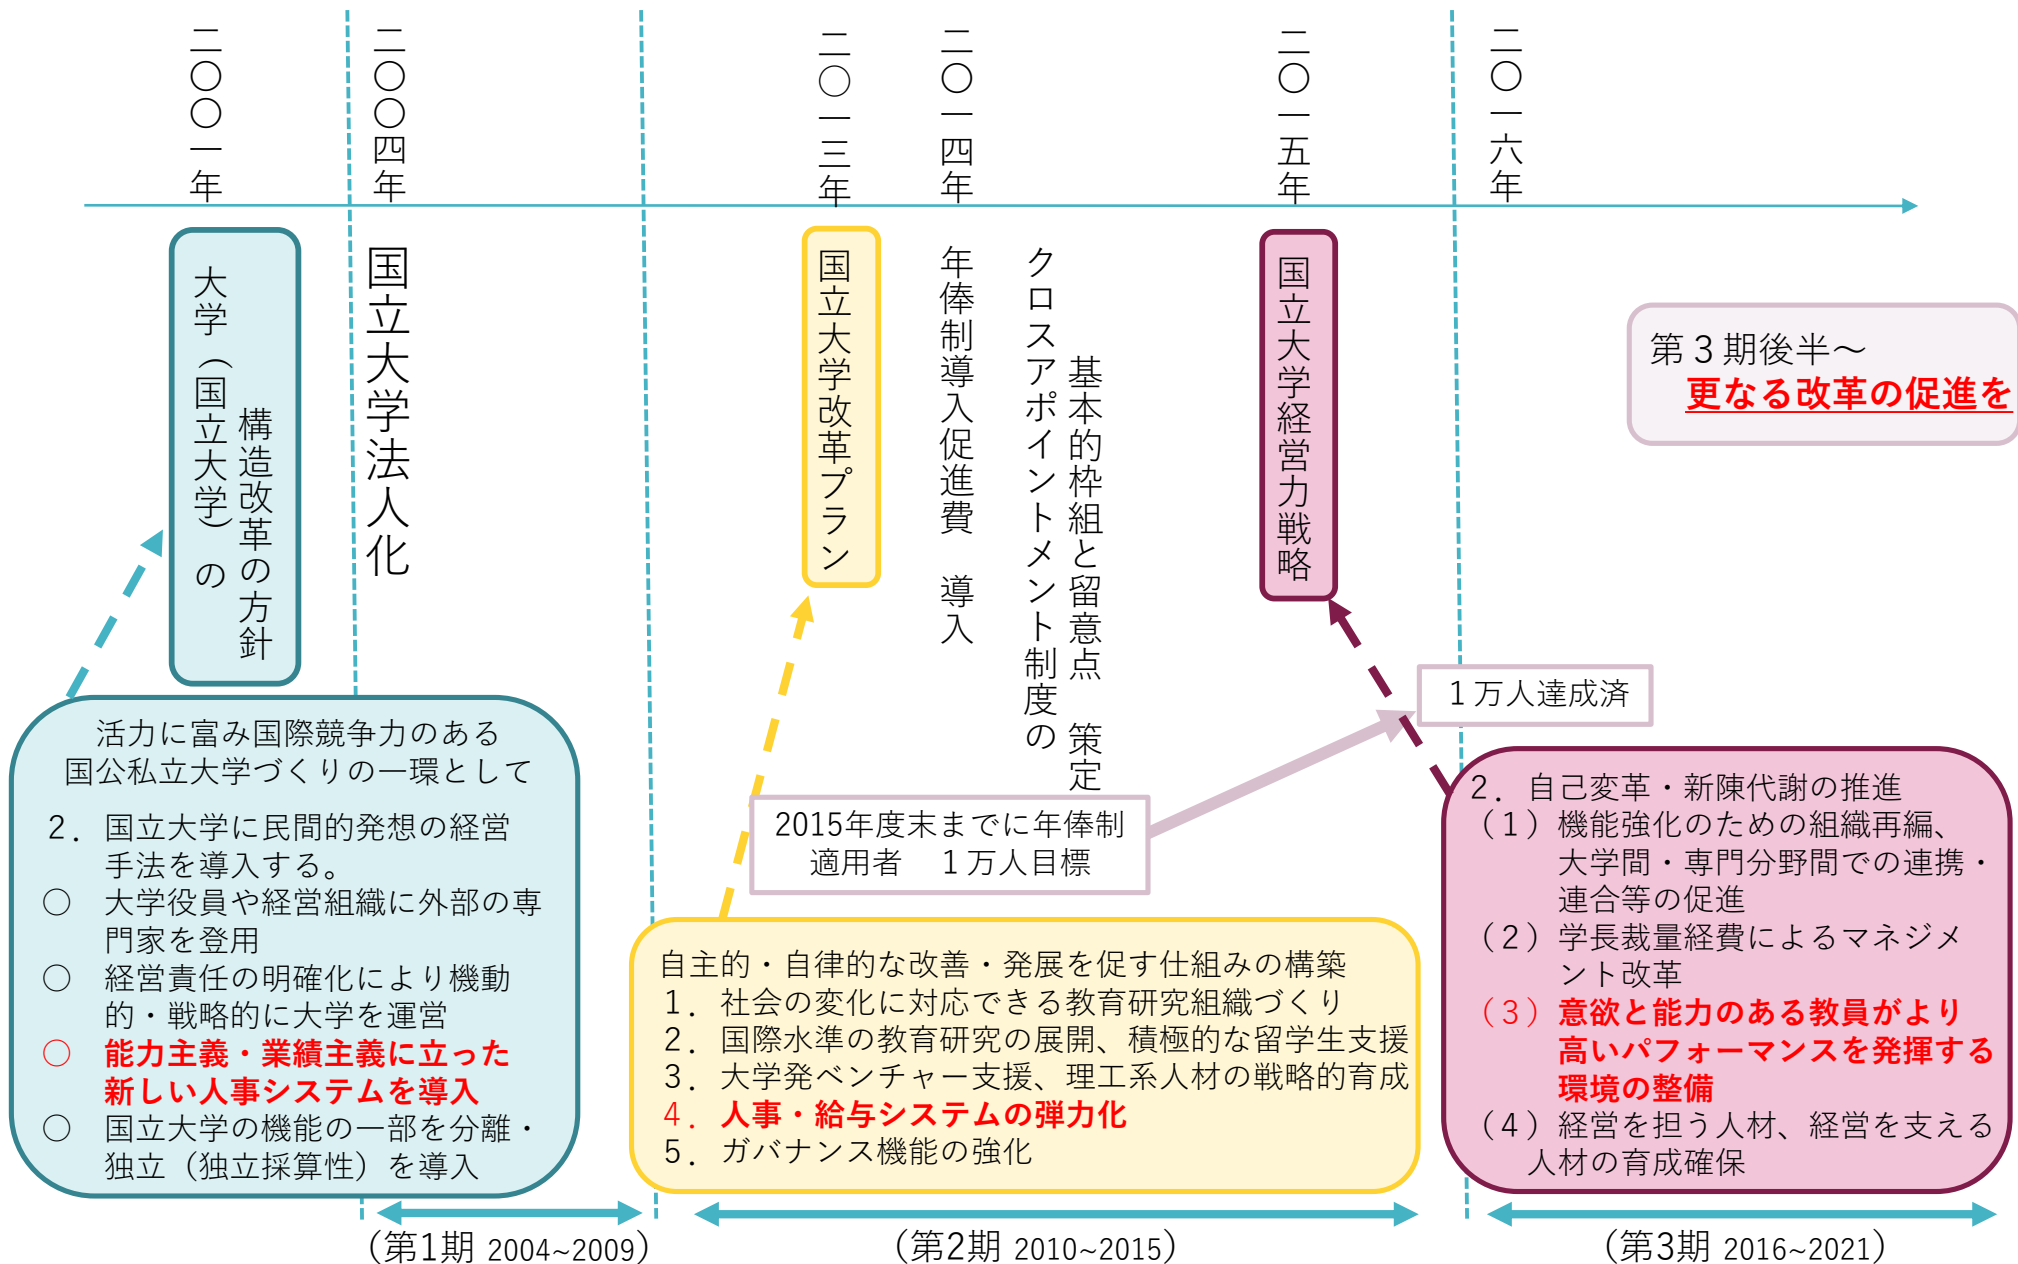 二〇〇一年
二〇〇四年
二〇一三年
二〇一四年
二〇一五年
二〇一六年
大学（国立大学）の
構造改革の方針
国立大学法人化
国立大学改革プラン
年俸制導入促進費　導入
クロスアポイントメント制度の
基本的枠組と留意点　策定
国立大学経営力戦略
第３期後半～
更なる改革の促進を
１万人達成済
2015年度末までに年俸制
適用者　１万人目標
活力に富み国際競争力のある
国公私立大学づくりの一環として
２．国立大学に民間的発想の経営
手法を導入する。
○　大学役員や経営組織に外部の専
門家を登用
○　経営責任の明確化により機動
的・戦略的に大学を運営
○　能力主義・業績主義に立った
新しい人事システムを導入
○　国立大学の機能の一部を分離・
独立（独立採算性）を導入
自主的・自律的な改善・発展を促す仕組みの構築
１．社会の変化に対応できる教育研究組織づくり
２．国際水準の教育研究の展開、積極的な留学生支援
３．大学発ベンチャー支援、理工系人材の戦略的育成
４．人事・給与システムの弾力化
５．ガバナンス機能の強化
２．自己変革・新陳代謝の推進
（１）機能強化のための組織再編、
大学間・専門分野間での連携・
連合等の促進
（２）学長裁量経費によるマネジメ
ント改革
（３）意欲と能力のある教員がより
高いパフォーマンスを発揮する
環境の整備
（４）経営を担う人材、経営を支える
人材の育成確保
（第1期 2004~2009）
（第2期 2010~2015）
（第3期 2016~2021）